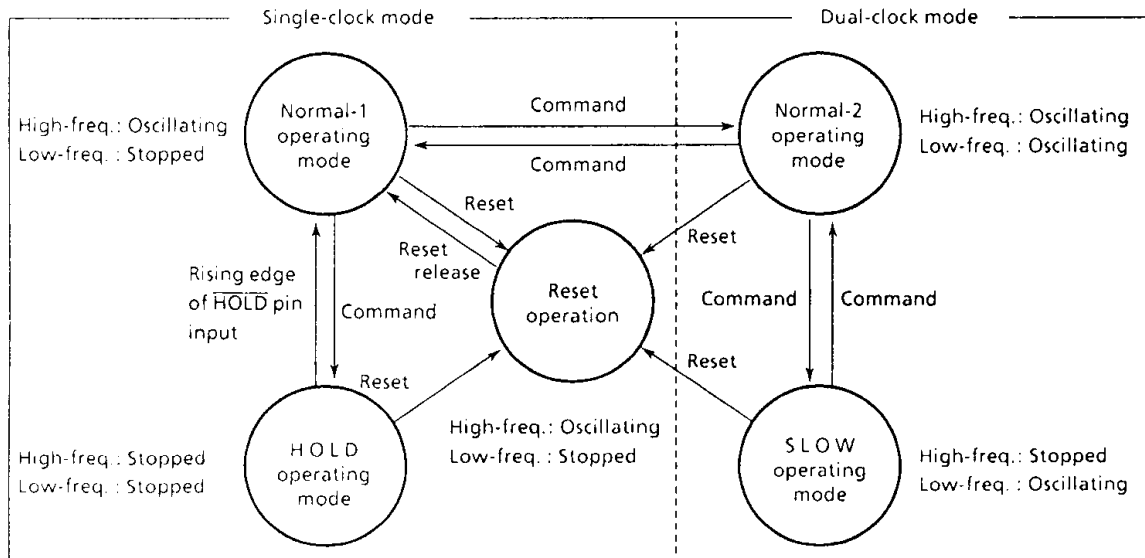 Single-clock mode
Dual-clock mode
Normal-1
operating
mode
High-freq.: Oscillating
Low-freq. : Stopped
Command
Command
Normal-2
operating
mode
High-freq.: Oscillating
Low-freq. : Oscillating
Reset
Reset
release
Reset
Rising edge
of HOLD pin
input
Command
Reset
operation
Command
Command
Reset
Reset
High-freq.: Oscillating
Low-freq. : Stopped
HOLD
operating
mode
High-freq.: Stopped
Low-freq. : Stopped
SLOW
operating
mode
High-freq.: Stopped
Low-freq. : Oscillating